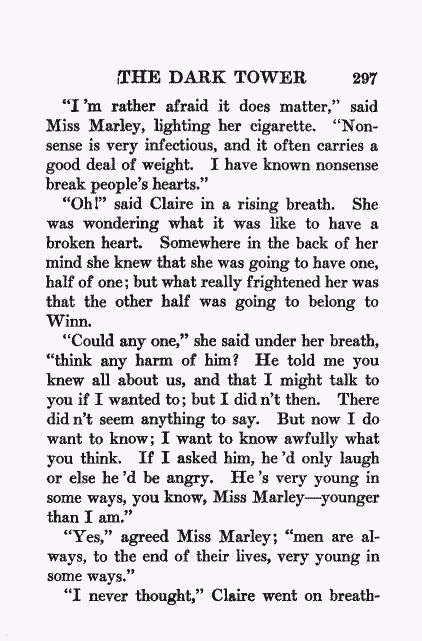 THE DARK TOWER 297
"I 'm rather afraid it does matter," said
Miss Marley, lighting her cigarette. "Non-
sense is very infectious, and it often carries a
good deal of weight. I have known nonsense
break people's hearts."
"Oh!" said Claire in a rising breath. She
was wondering what it was like to have a
broken heart. Somewhere in the back of her
mind she knew that she was going to have one,
half of one; but what really frightened her was
that the other half was going to belong to
Winn.
"Could any one," she said under her breath,
"think any harm of him? He told me you
knew all about us, and that I might talk to
you if I wanted to; but I did n't then. There
did n't seem anything to say. But now I do
want to know; I want to know awfully what
you think. If I asked him, he 'd only laugh
or else he 'd be angry. He 's very young in
some ways, you know, Miss Marley—younger
than I am."
"Yes," agreed Miss Marley; "men are al-
ways, to the end of their lives, very young in
some ways."
"I never thought," Claire went on breath-